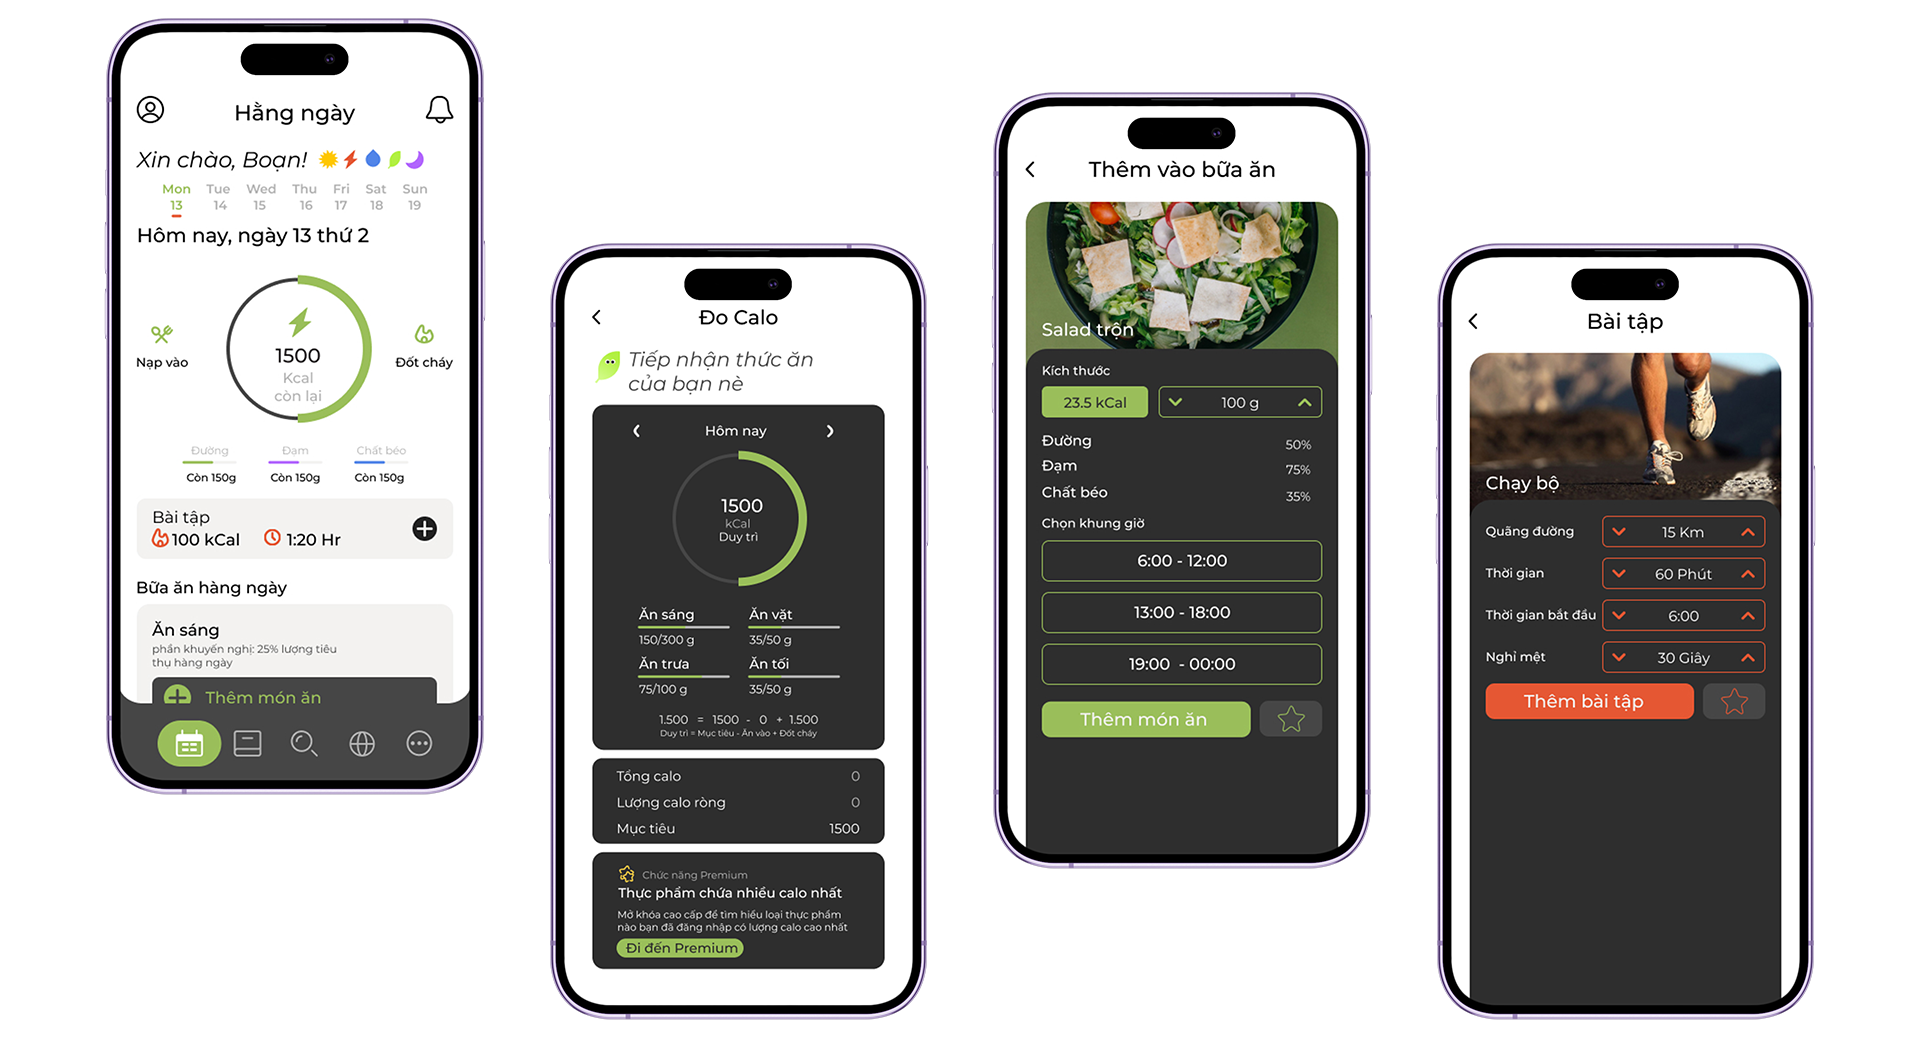 Hằng ngày
Xin chào, Boạn!
Mon Tue Wed Thu Fri Sat Sun
13 14 15 16 17 18 19
Hôm nay, ngày 13 thứ 2
1500
Kcal
còn lại
Nạp vào
Đốt cháy
Đường Đạm Chất béo
Còn 150g Còn 150g Còn 150g
Bài tập
100 kCal 1:20 Hr
Bữa ăn hàng ngày
Ăn sáng
phần khuyến nghị: 25% lượng tiêu
thụ hàng ngày
Thêm món ăn
Đo Calo
Tiếp nhận thức ăn
của bạn nè
Hôm nay
1500
kCal
Duy trì
Ăn sáng Ăn vặt
150/300 g 35/50 g
Ăn trưa Ăn tối
75/100 g 35/50 g
1.500 = 1500 - 0 + 1.500
Duy trì = Mục tiêu - Ăn vào + Đốt cháy
Tổng calo 0
Lượng calo ròng 0
Mục tiêu 1500
Chức năng Premium
Thực phẩm chứa nhiều calo nhất
Mở khóa cao cấp để tìm hiểu loại thực phẩm
nào bạn đã đăng nhập có lượng calo cao nhất
Đi đến Premium
Thêm vào bữa ăn
Salad trộn
Kích thước
23.5 kCal 100 g
Đường 50%
Đạm 75%
Chất béo 35%
Chọn khung giờ
6:00 - 12:00
13:00 - 18:00
19:00 - 00:00
Thêm món ăn
Bài tập
Chạy bộ
Quãng đường 15 Km
Thời gian 60 Phút
Thời gian bắt đầu 6:00
Nghỉ mệt 30 Giây
Thêm bài tập